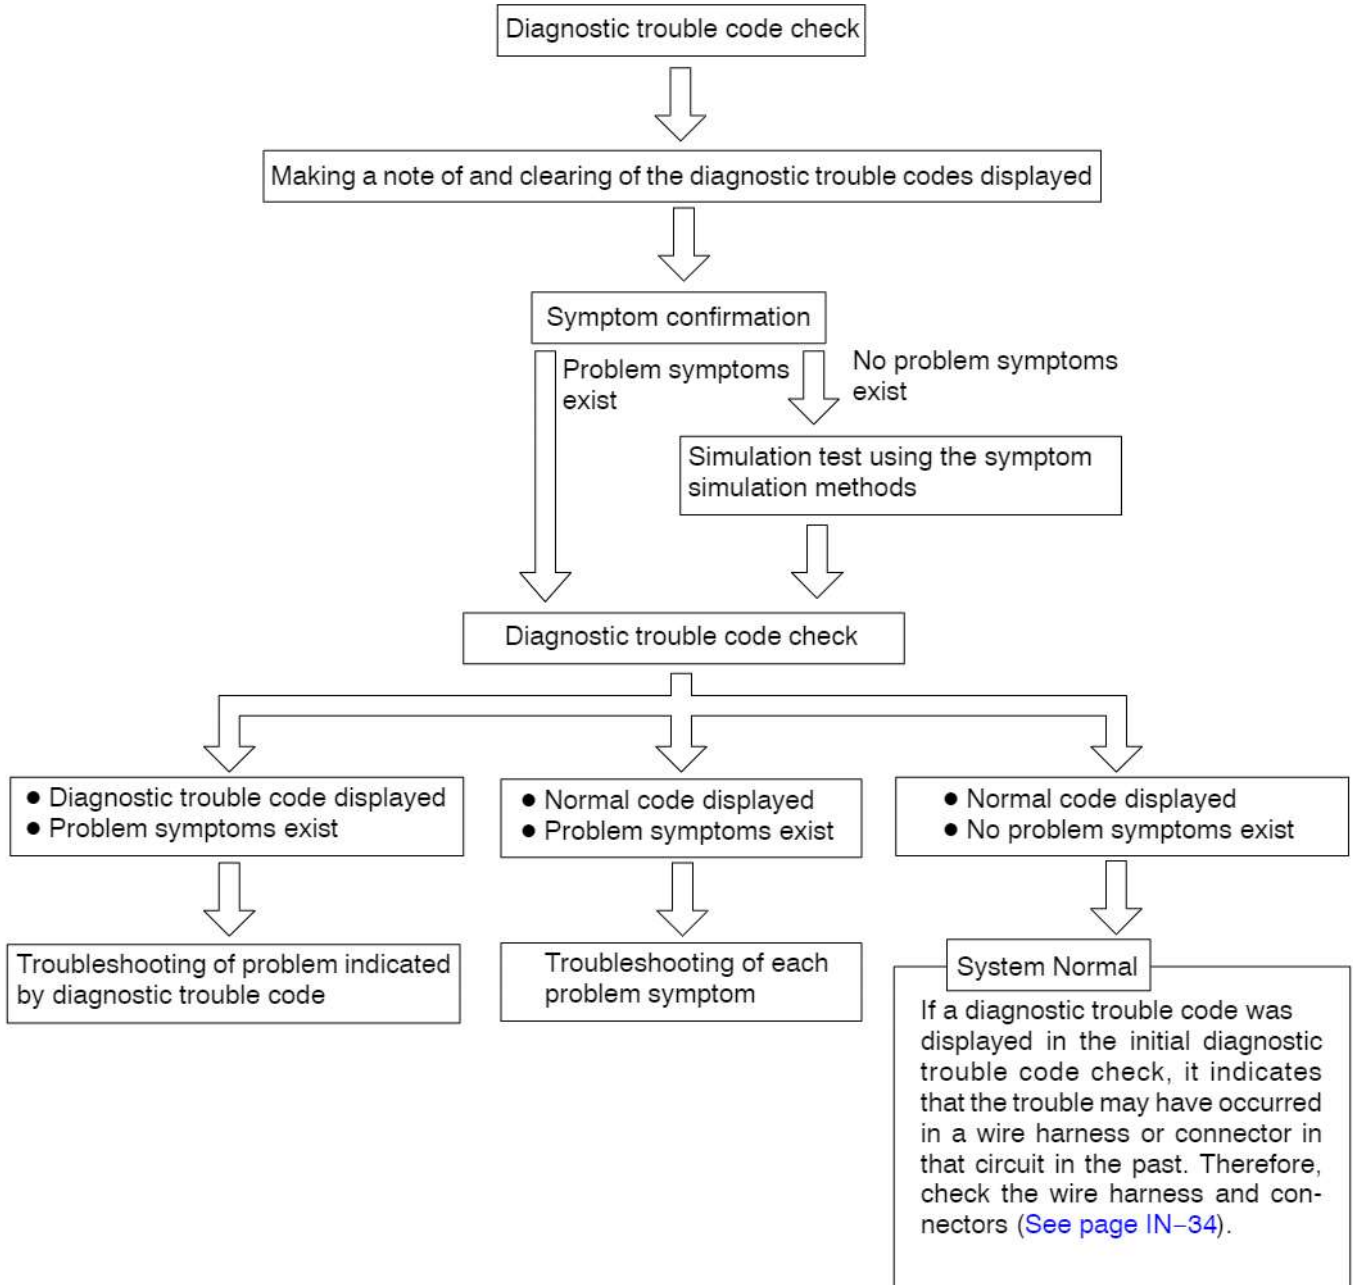 Diagnostic trouble code check
Making a note of and clearing of the diagnostic trouble codes displayed
Symptom confirmation
Problem symptoms
exist
No problem symptoms
exist
Simulation test using the symptom
simulation methods
Diagnostic trouble code check
● Diagnostic trouble code displayed
● Problem symptoms exist
● Normal code displayed
● Problem symptoms exist
● Normal code displayed
● No problem symptoms exist
Troubleshooting of problem indicated
by diagnostic trouble code
Troubleshooting of each
problem symptom
System Normal
If a diagnostic trouble code was
displayed in the initial diagnostic
trouble code check, it indicates
that the trouble may have occurred
in a wire harness or connector in
that circuit in the past. Therefore,
check the wire harness and con-
nectors (See page IN–34).